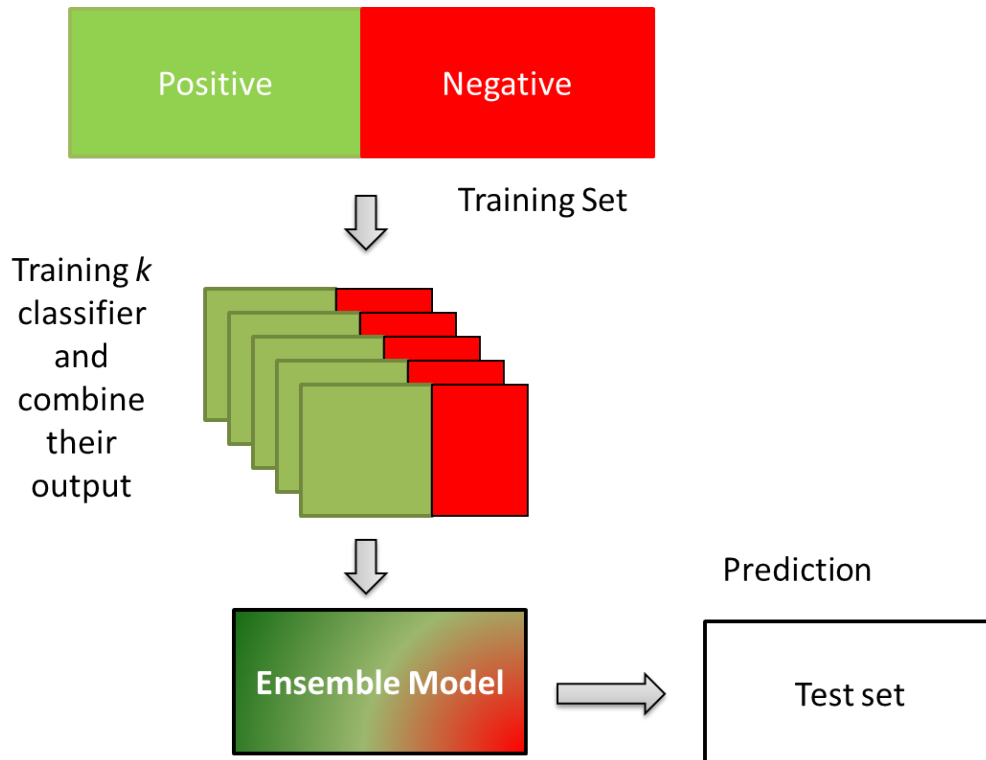 Positive
Negative
Training Set
Training k
classifier
and
combine
their
output
Prediction
Ensemble Model
Test set